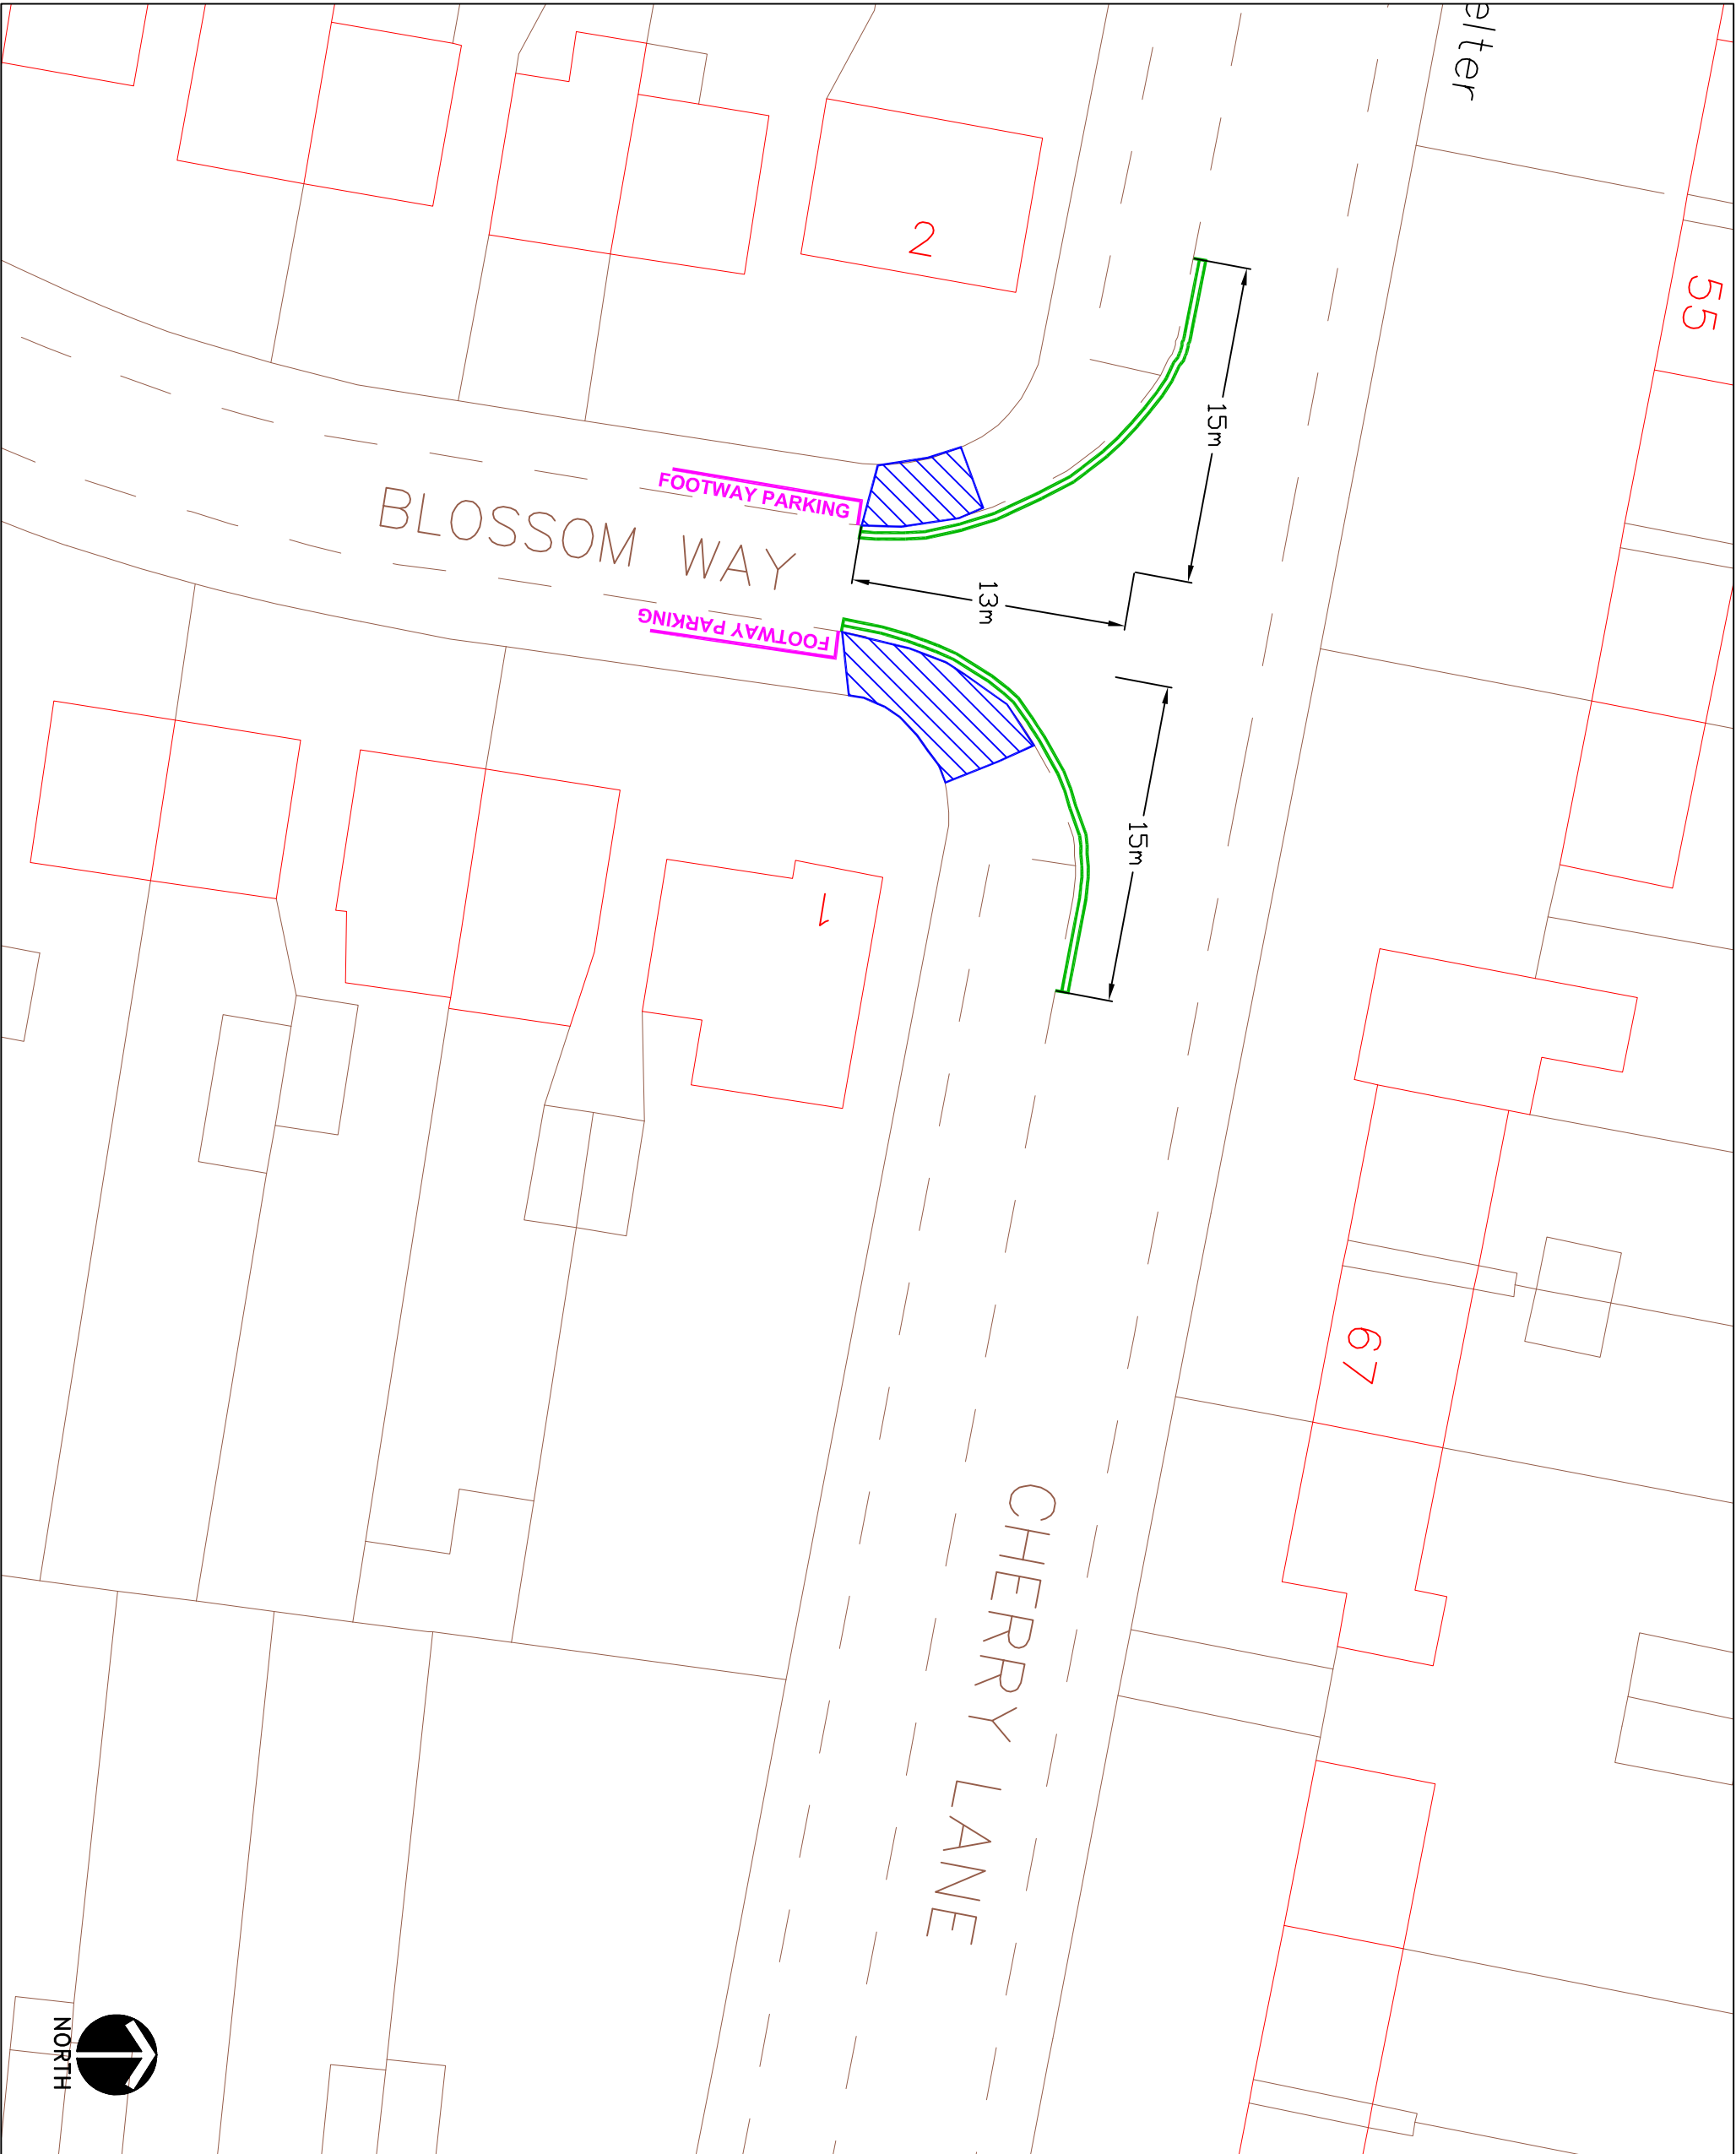 elter
55
2
15m
FOOTWAY PARKING
BLOSSOM WAY
13m
FOOTWAY PARKING
15m
1
67
CHERRY LANE
NORTH